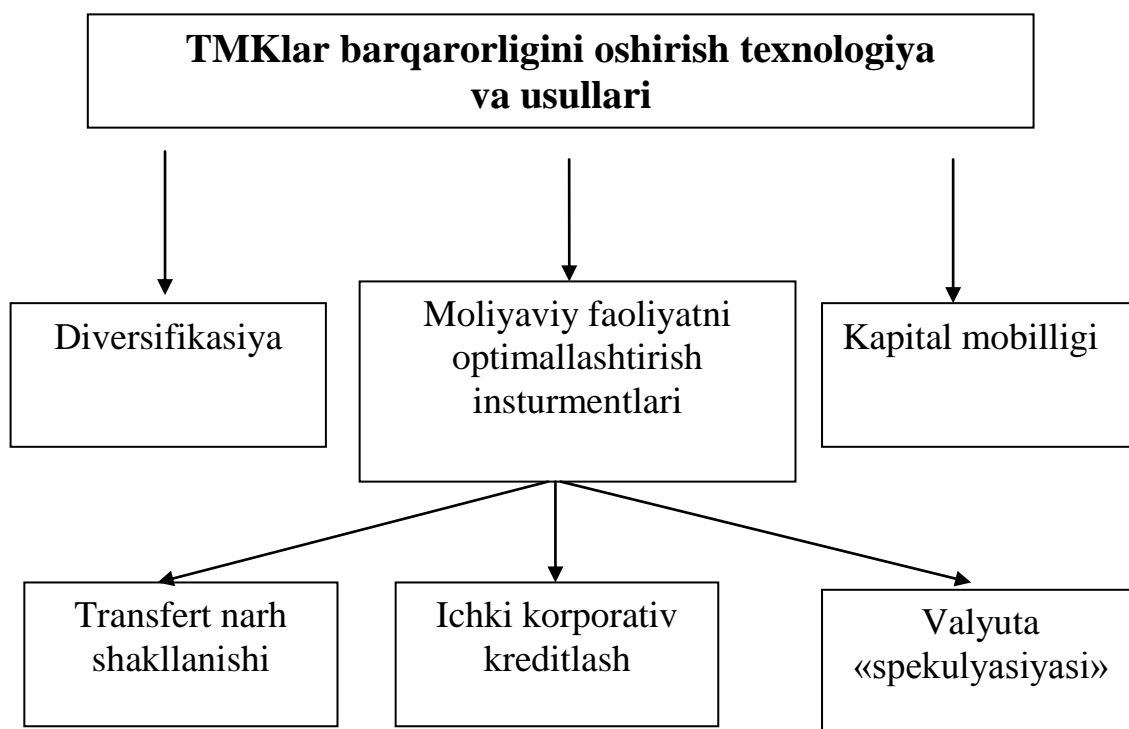 TMKlar barqarorligini oshirish texnologiya
va usullari
Diversifikasiya
Moliyaviy faoliyatni
optimallashtirish
insturmentlari
Kapital mobilligi
Transfert narh
shakllanishi
Ichki korporativ
kreditlash
Valyuta
«spekulyasiyasi»